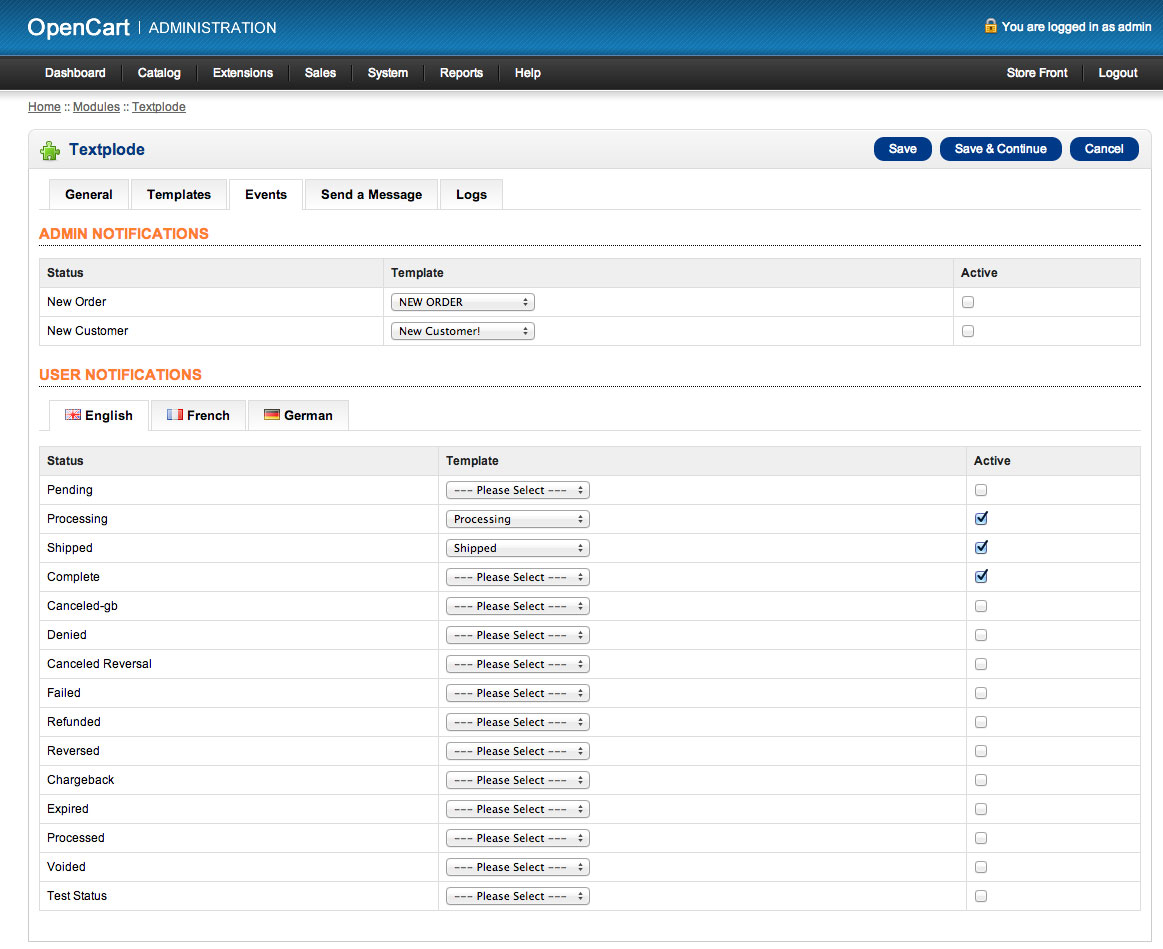 OpenCart | ADMINISTRATION You are logged in as admin
Dashboard Catalog Extensions Sales System Reports Help Store Front Logout
Home :: Modules :: Textplode
Textplode Save Save & Continue Cancel
General Templates Events Send a Message Logs
ADMIN NOTIFICATIONS
Status Template Active
New Order NEW ORDER
New Customer New Customer!
USER NOTIFICATIONS
English French German
Status Template Active
Pending --- Please Select ---
Processing Processing
Shipped Shipped
Complete --- Please Select ---
Canceled-gb --- Please Select ---
Denied --- Please Select ---
Canceled Reversal --- Please Select ---
Failed --- Please Select ---
Refunded --- Please Select ---
Reversed --- Please Select ---
Chargeback --- Please Select ---
Expired --- Please Select ---
Processed --- Please Select ---
Voided --- Please Select ---
Test Status --- Please Select ---